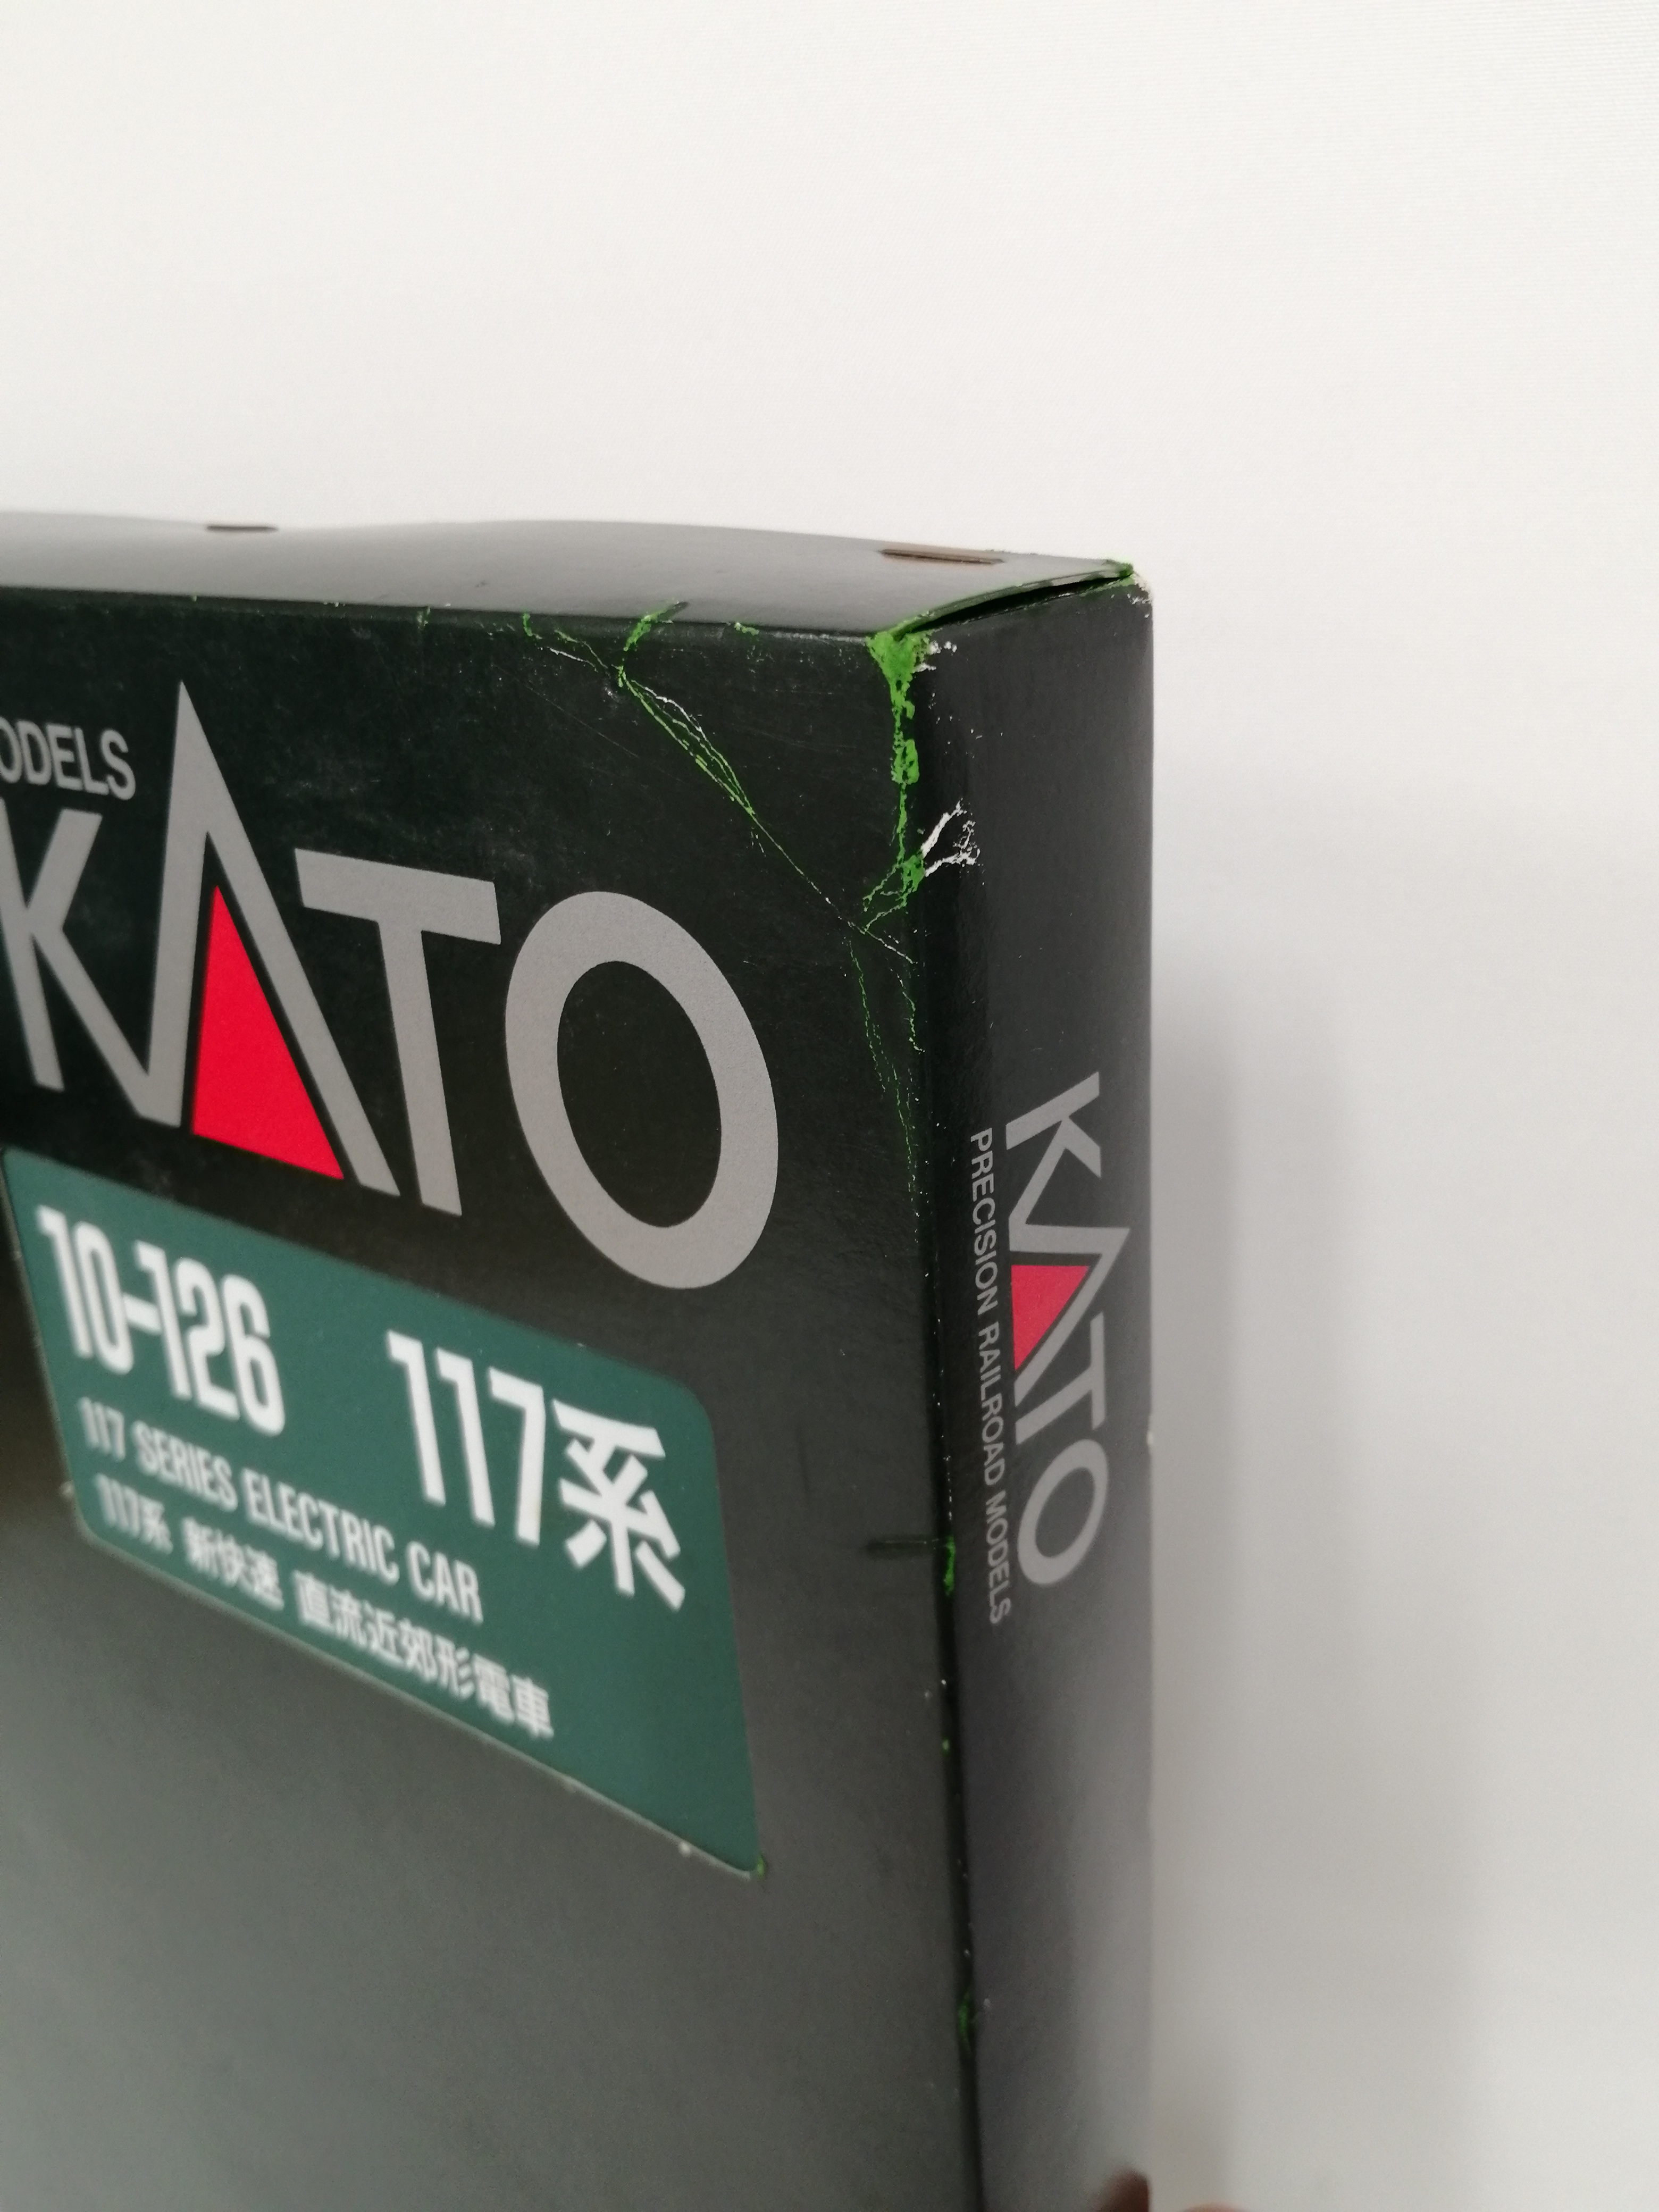 ODELS
KATO
10-126 117系
117 SERIES ELECTRIC CAR
117系 新快速 直流近郊形電車
KATO
PRECISION RAILROAD MODELS